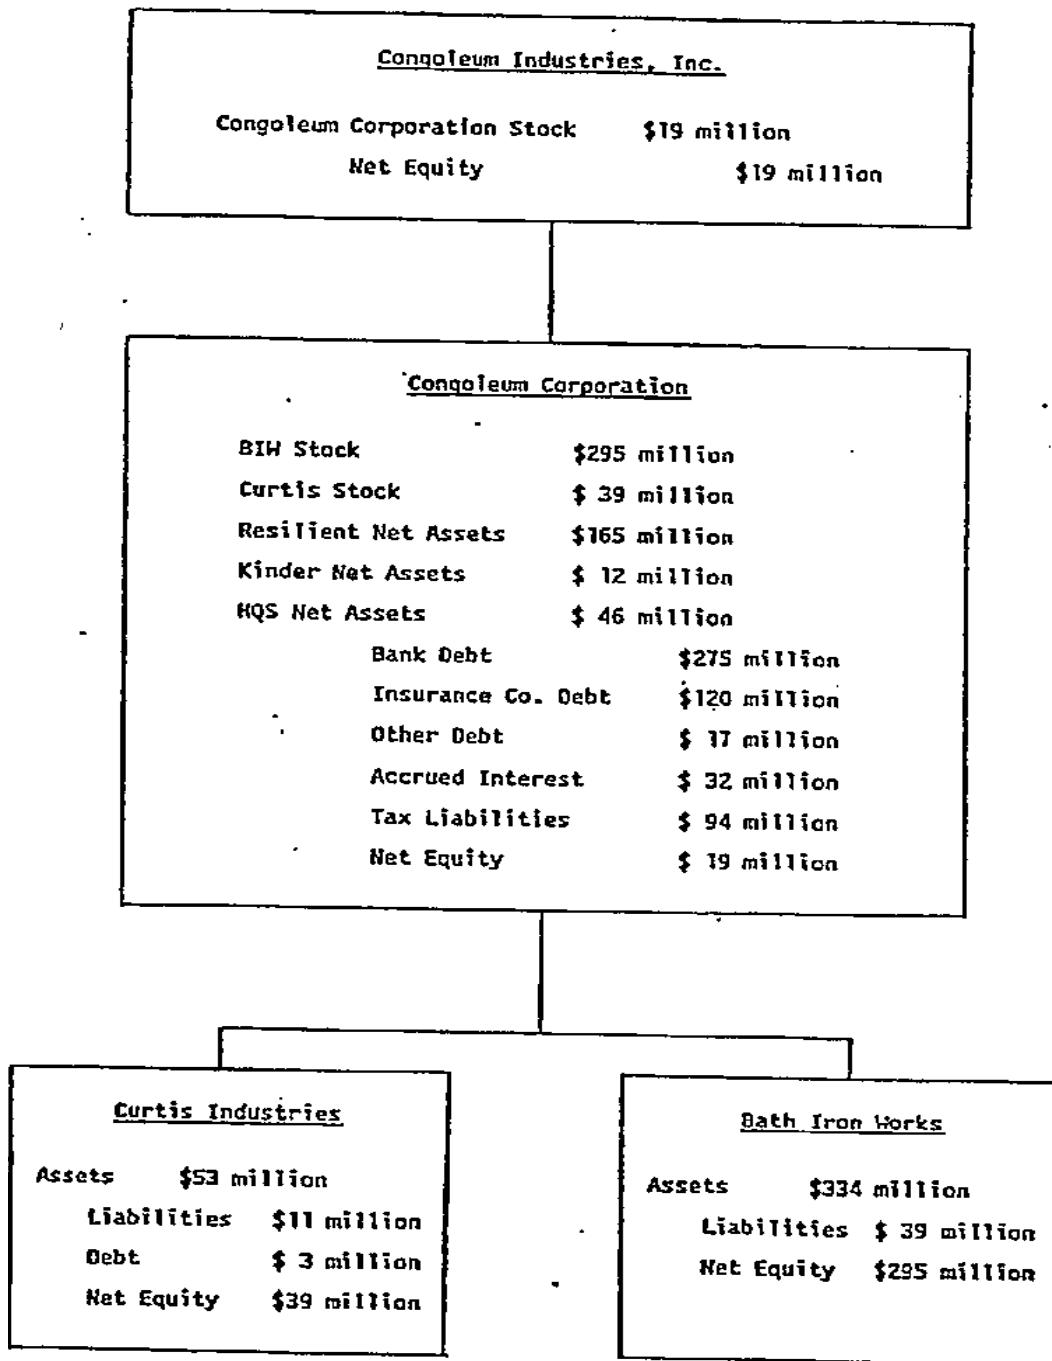 Congoleum Industries, Inc.
Congoleum Corporation Stock $19 million
Net Equity $19 million
Congoleum Corporation
BIW Stock $295 million
Curtis Stock $ 39 million
Resilient Net Assets $165 million
Kinder Net Assets $ 12 million
HQS Net Assets $ 46 million
Bank Debt $275 million
Insurance Co. Debt $120 million
Other Debt $ 17 million
Accrued Interest $ 32 million
Tax Liabilities $ 94 million
Net Equity $ 19 million
Curtis Industries
Assets $53 million
Liabilities $11 million
Debt $ 3 million
Net Equity $39 million
Bath Iron Works
Assets $334 million
Liabilities $ 39 million
Net Equity $295 million